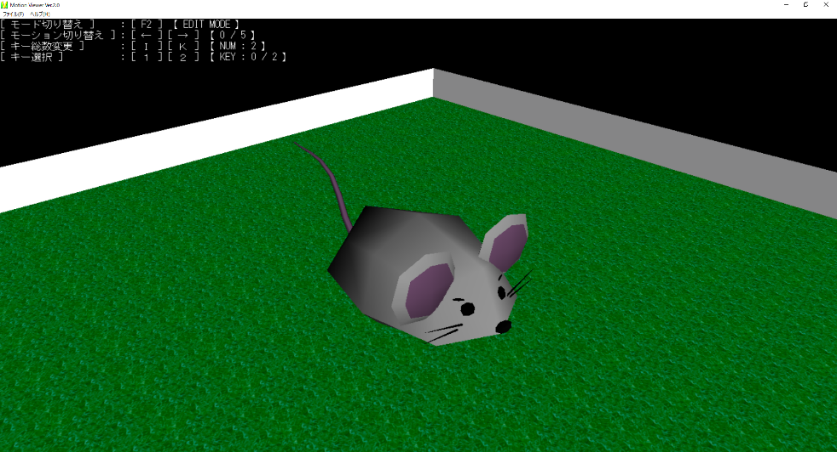 Motion Viewer Ver.2.0
ファイル(F) ヘルプ(H)
[ モード切り替え ] : [ F2 ] 【 EDIT MODE 】
[ モーション切り替え ] : [ ← ] [ → ] 【 0 / 5 】
[ キー総数変更 ] : [ I ] [ K ] 【 NUM : 2 】
[ キー選択 ] : [ 1 ] [ 2 ] 【 KEY : 0 / 2 】